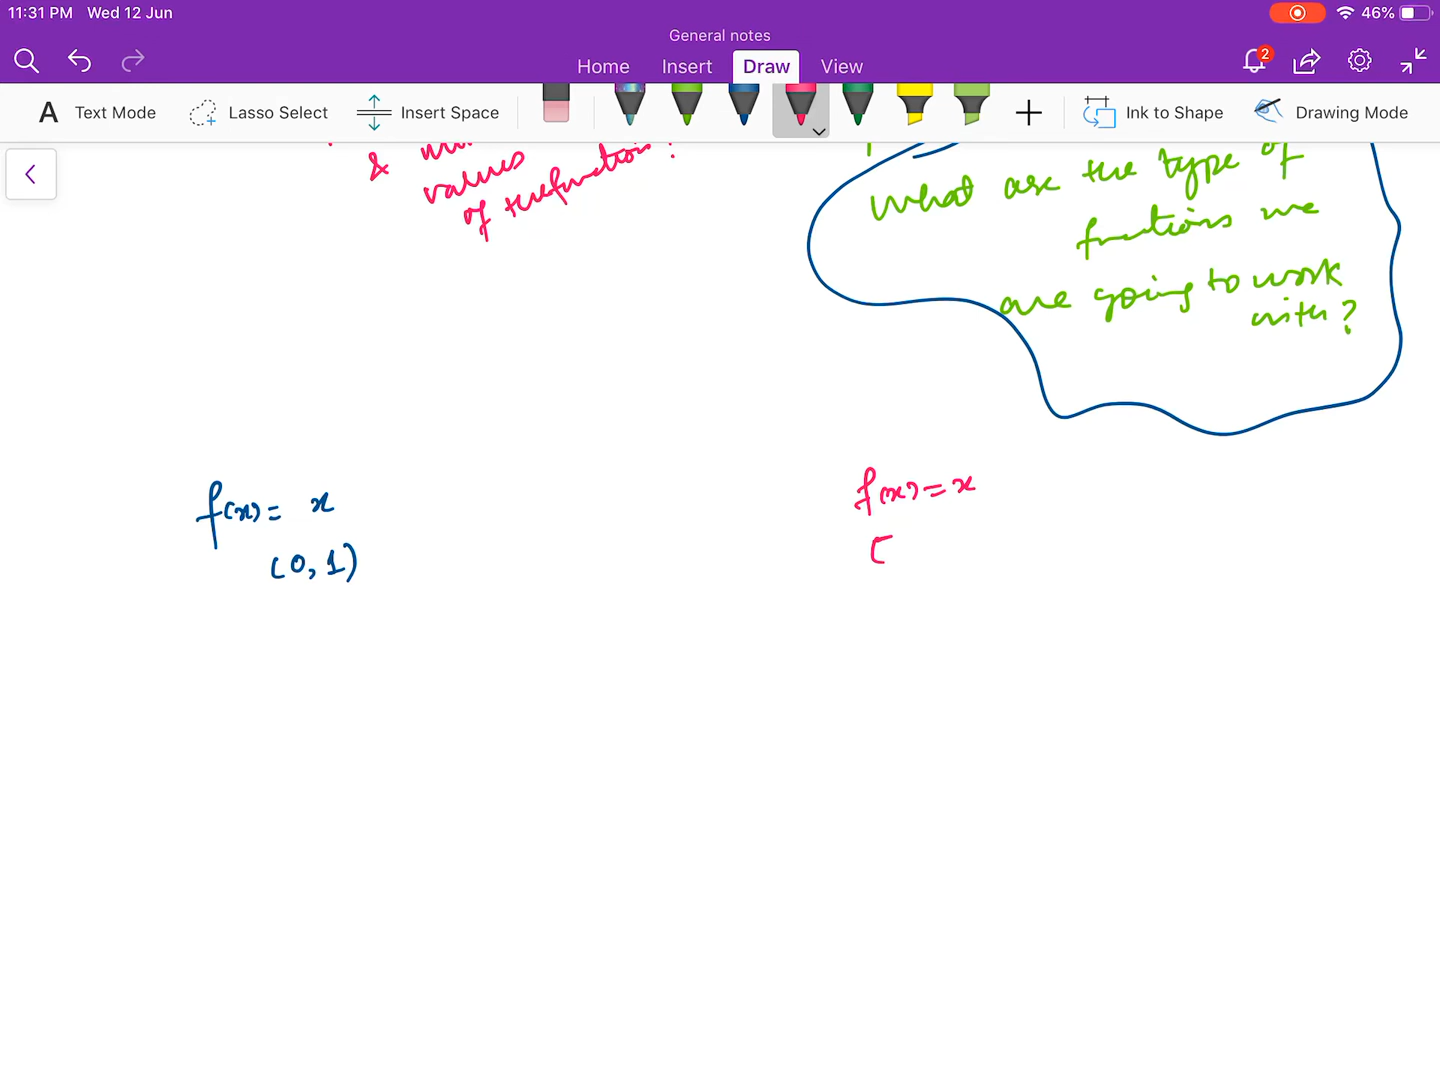 11:31 PM Wed 12 Jun
46%
General notes
Home Insert Draw View
2
A Text Mode Lasso Select Insert Space Ink to Shape Drawing Mode
&
values
of the function?
What are the type of
functions we
are going to work
with?
f(x) = x
(0, 1)
f(x) = x
[